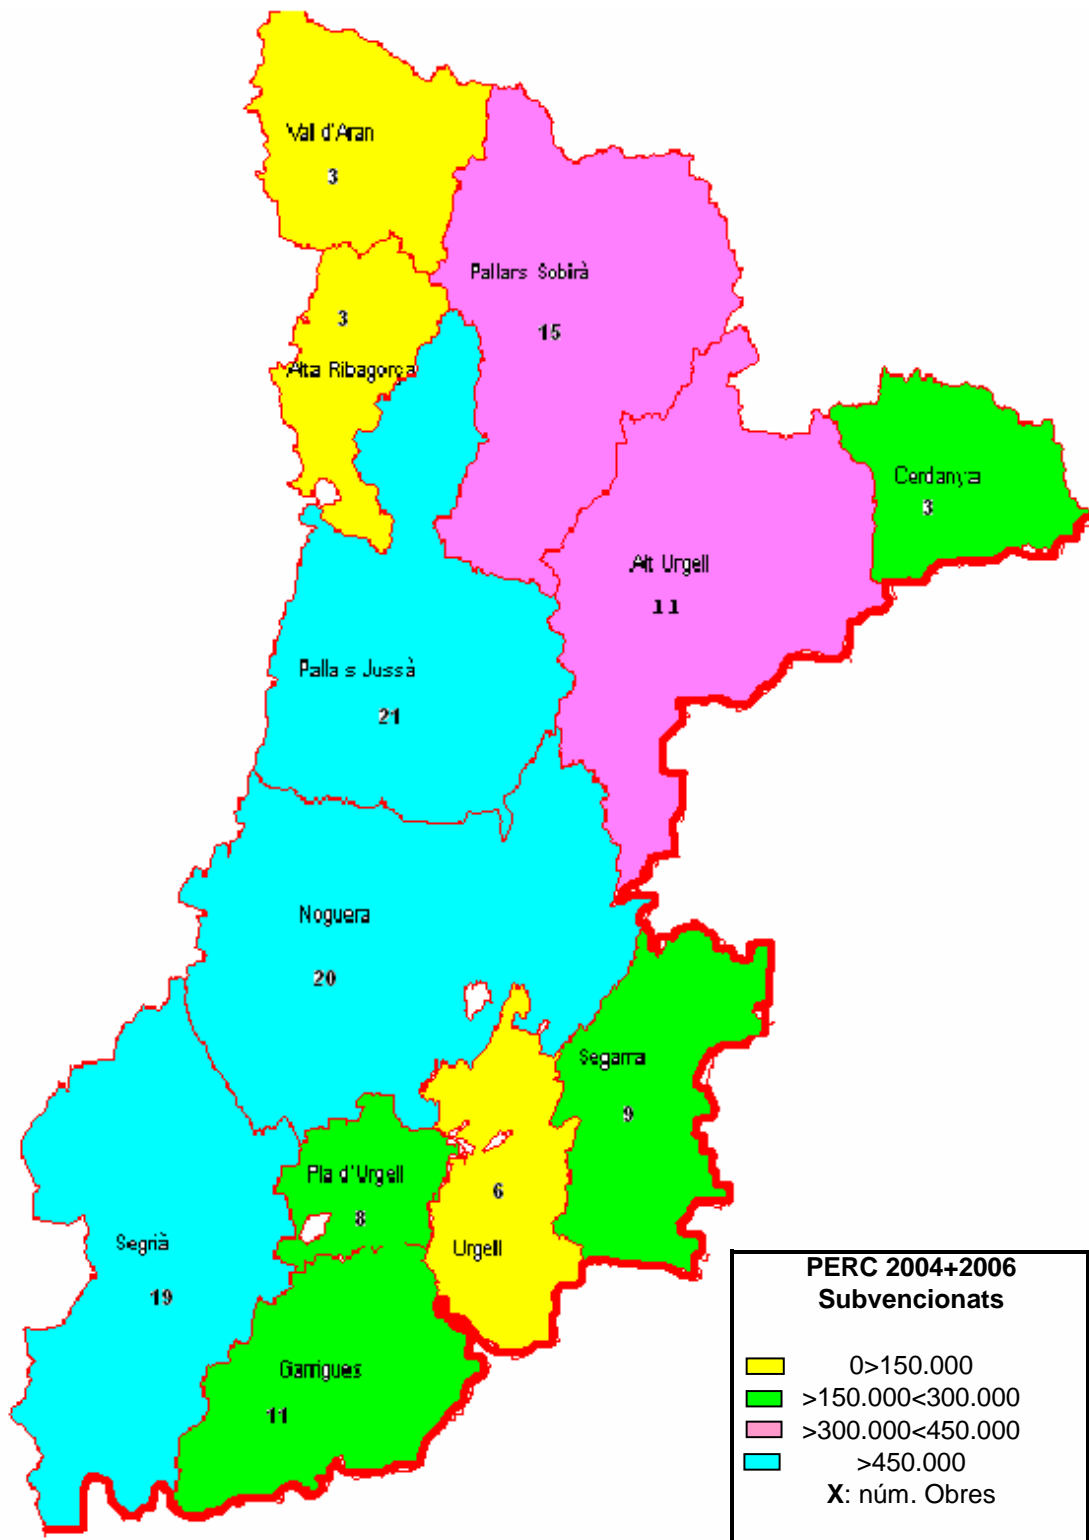 Val d'Aran
3
Pallars Sobirà
15
3
Alta Ribagorça
Cerdanya
3
Alt Urgell
11
Palla s Jussà
21
Noguera
20
Segarra
9
Pla d'Urgell
8
6
Urgell
Segrià
19
Garrigues
11
PERC 2004+2006
Subvencionats
0>150.000
>150.000<300.000
>300.000<450.000
>450.000
X: núm. Obres